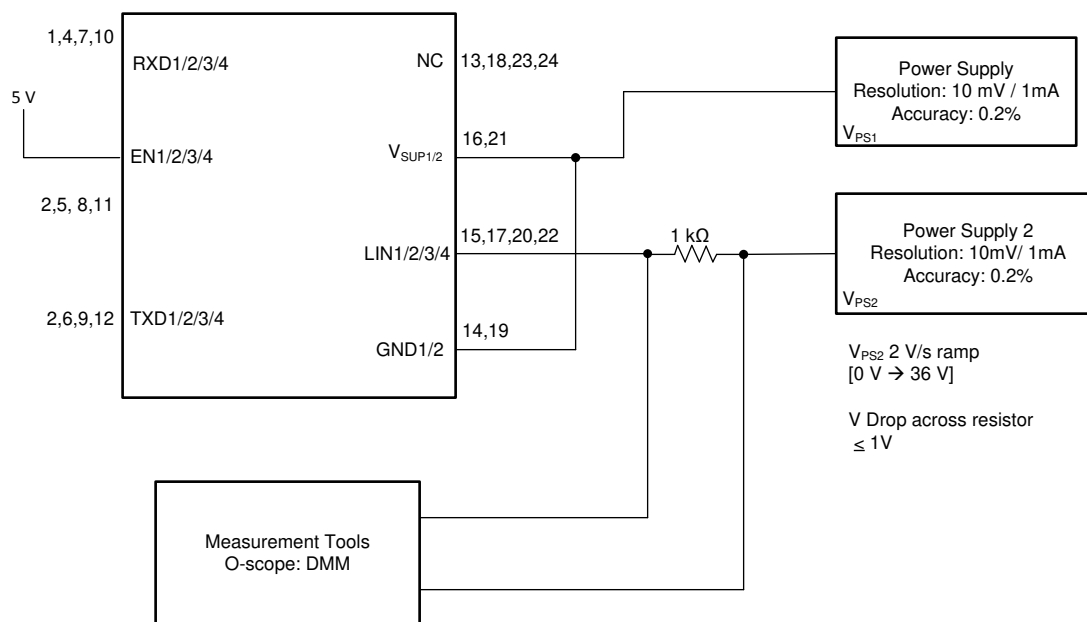 1,4,7,10
RXD1/2/3/4
NC
13,18,23,24
5 V
EN1/2/3/4
VSUP1/2
16,21
2,5, 8,11
LIN1/2/3/4
15,17,20,22
1 kΩ
2,6,9,12
TXD1/2/3/4
GND1/2
14,19
Power Supply
Resolution: 10 mV / 1mA
Accuracy: 0.2%
VPS1
Power Supply 2
Resolution: 10mV/ 1mA
Accuracy: 0.2%
VPS2
VPS2 2 V/s ramp
[0 V → 36 V]
V Drop across resistor
≤ 1V
Measurement Tools
O-scope: DMM